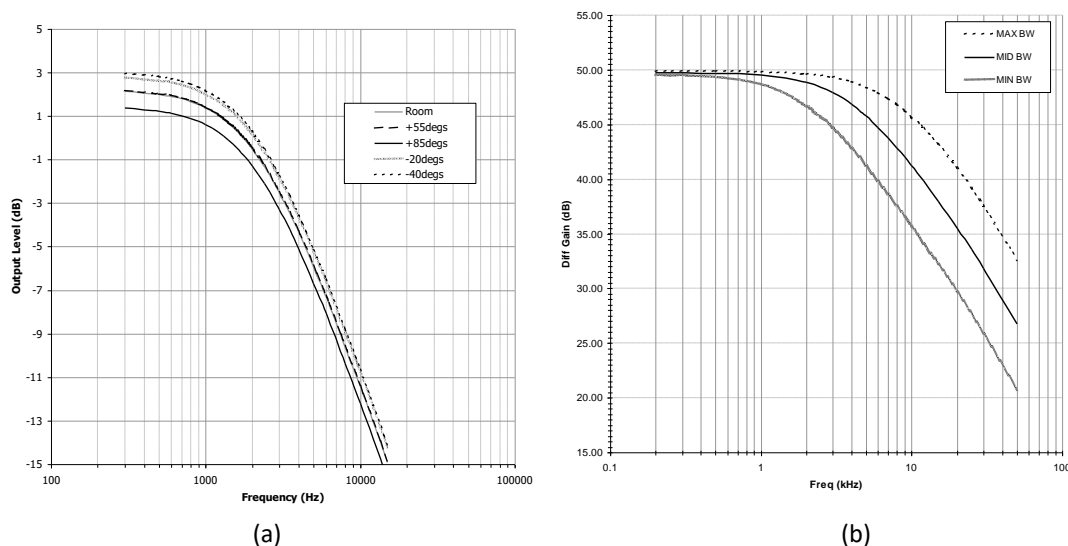 5
3
1
-1
-3
-5
-7
-9
-11
-13
-15
Output Level (dB)
100
1000
10000
100000
Frequency (Hz)
Room
+55degs
+85degs
-20degs
-40degs
(a)
55.00
50.00
45.00
40.00
35.00
30.00
25.00
20.00
15.00
Diff Gain (dB)
0.1
1
10
100
Freq (kHz)
MAX BW
MID BW
MIN BW
(b)